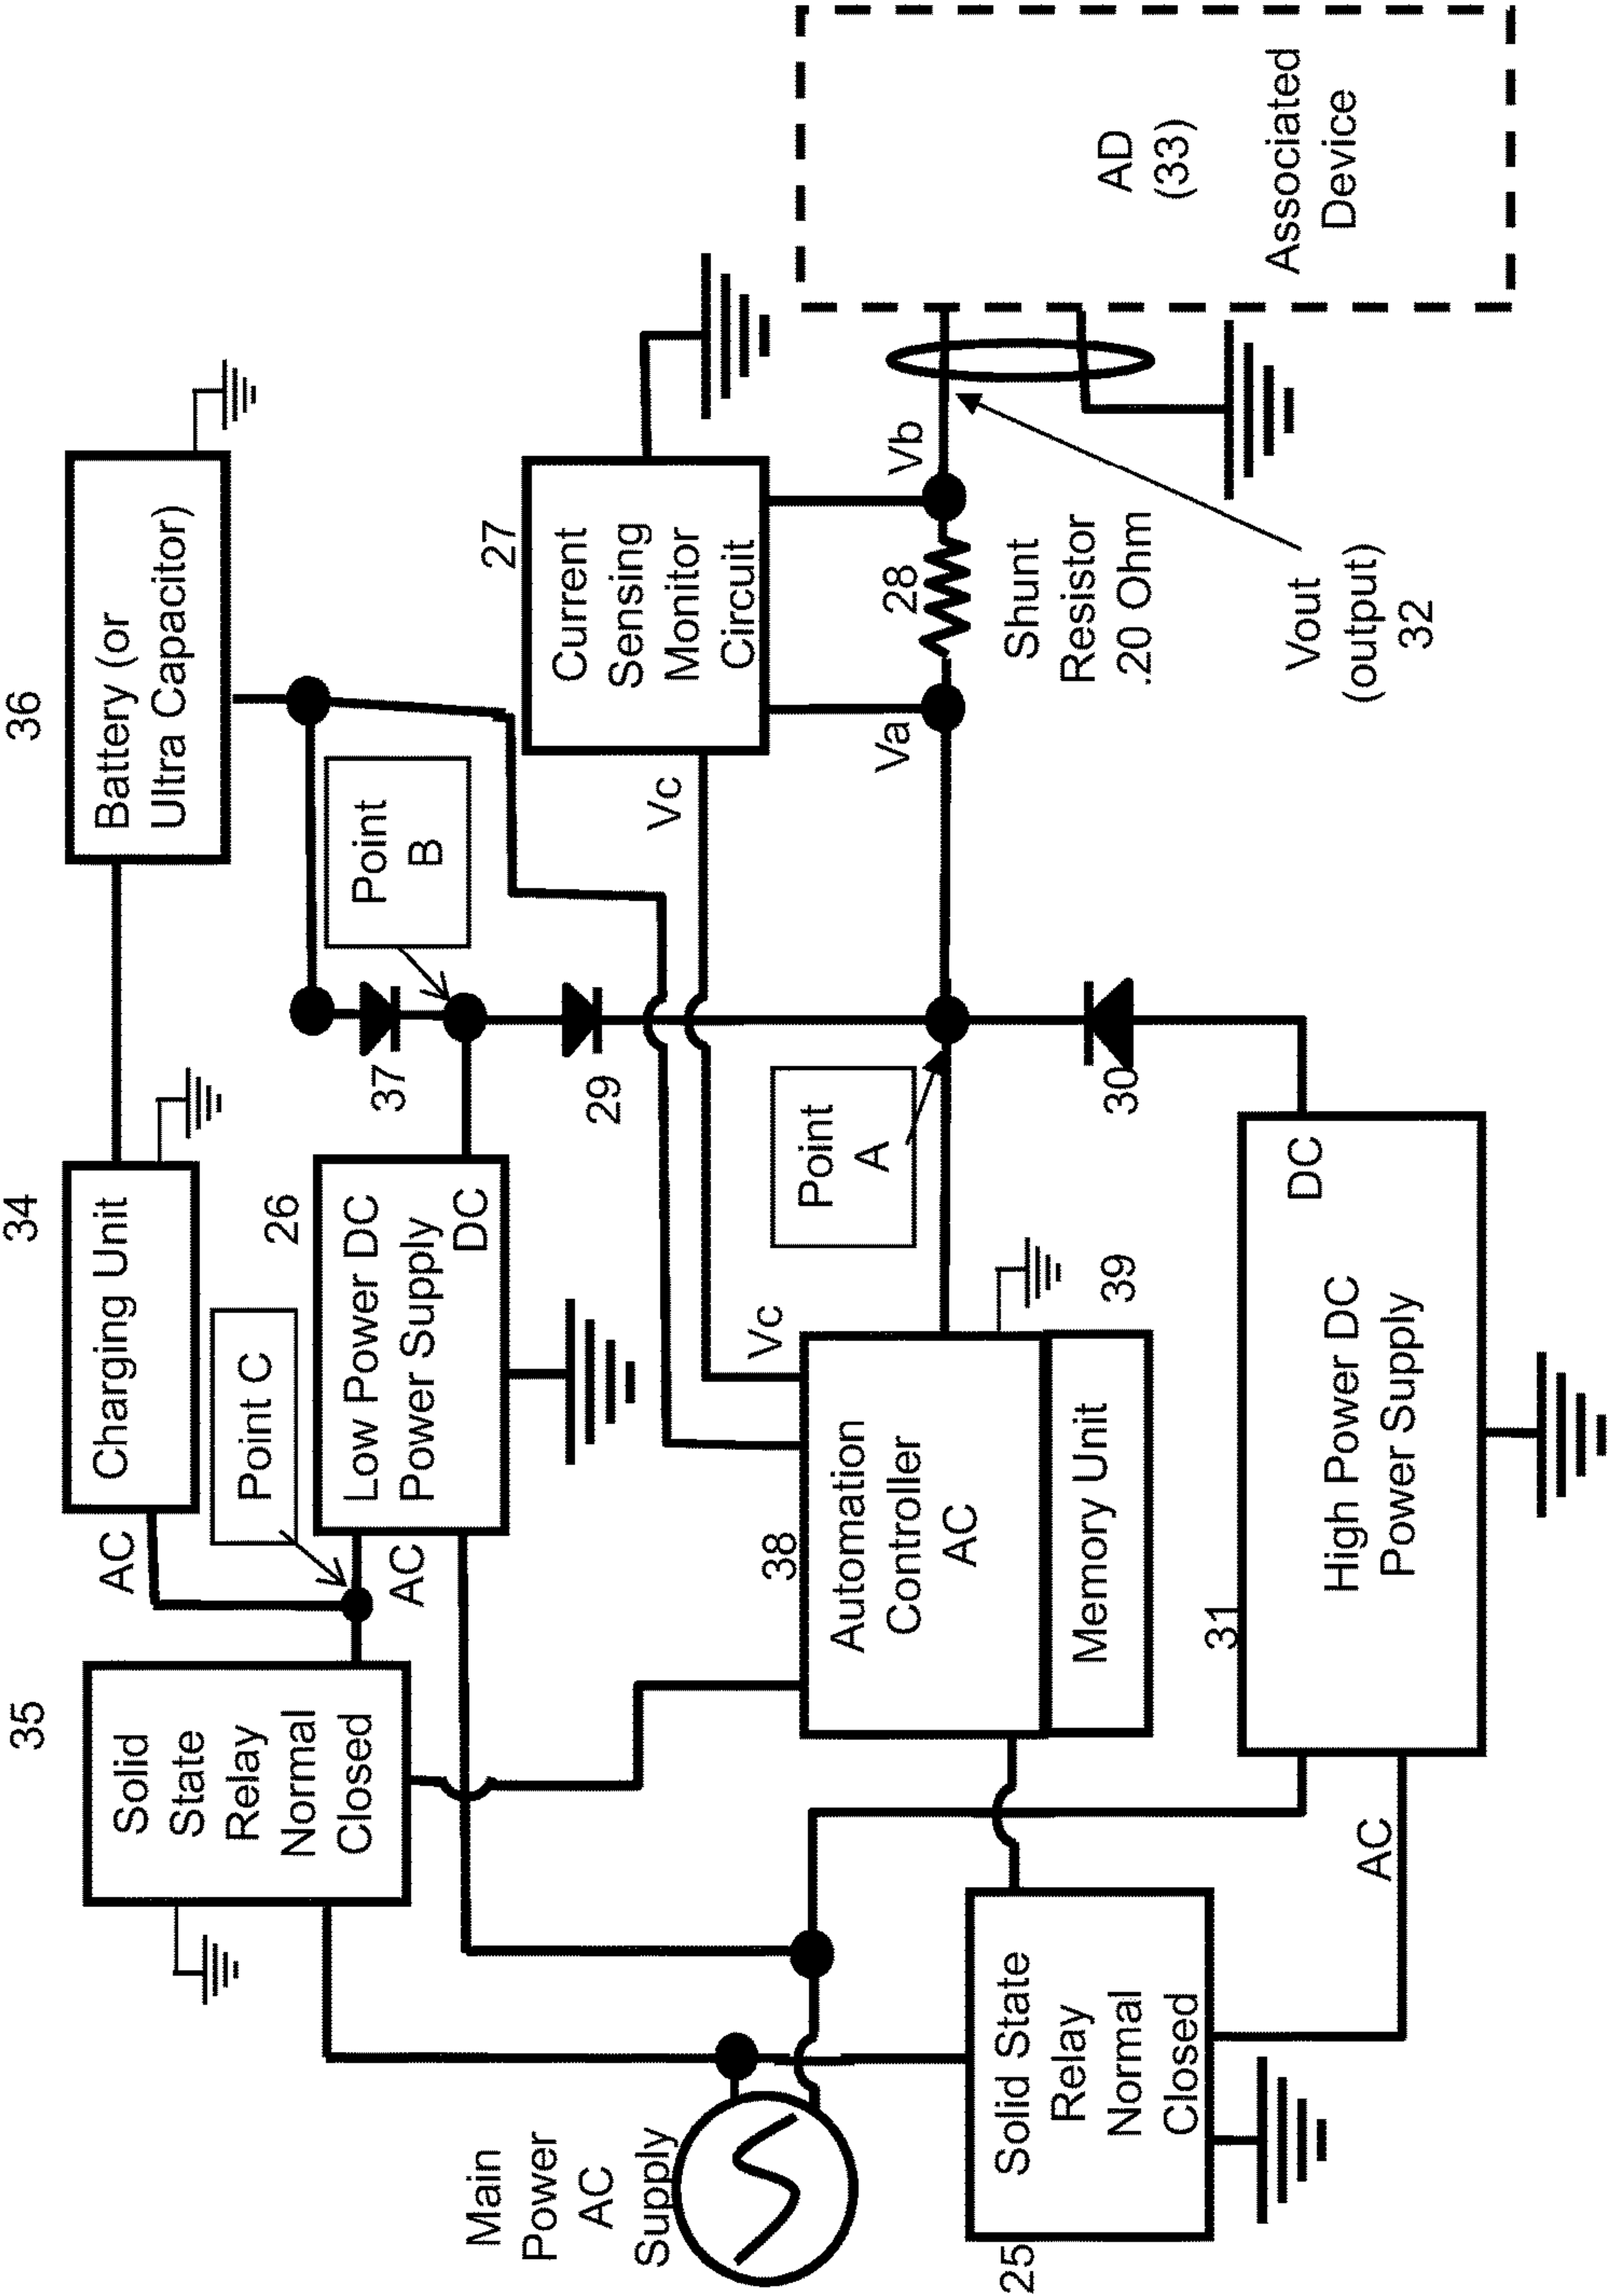 36
Battery (or
Ultra Capacitor)
34
Charging Unit
AC
35
Solid
State
Relay
Normal
Closed
Point C
26
Low Power DC
Power Supply
DC
AC
37
Point
B
29
27
Current
Sensing
Monitor
Circuit
Vc
Vc
Va
Vb
28
Shunt
Resistor
.20 Ohm
Vout
(output)
32
AD
(33)
Associated
Device
Point
A
30
38
Automation
Controller
AC
Memory Unit
39
31
High Power DC
Power Supply
DC
AC
Main
Power
AC
Supply
25
Solid State
Relay
Normal
Closed